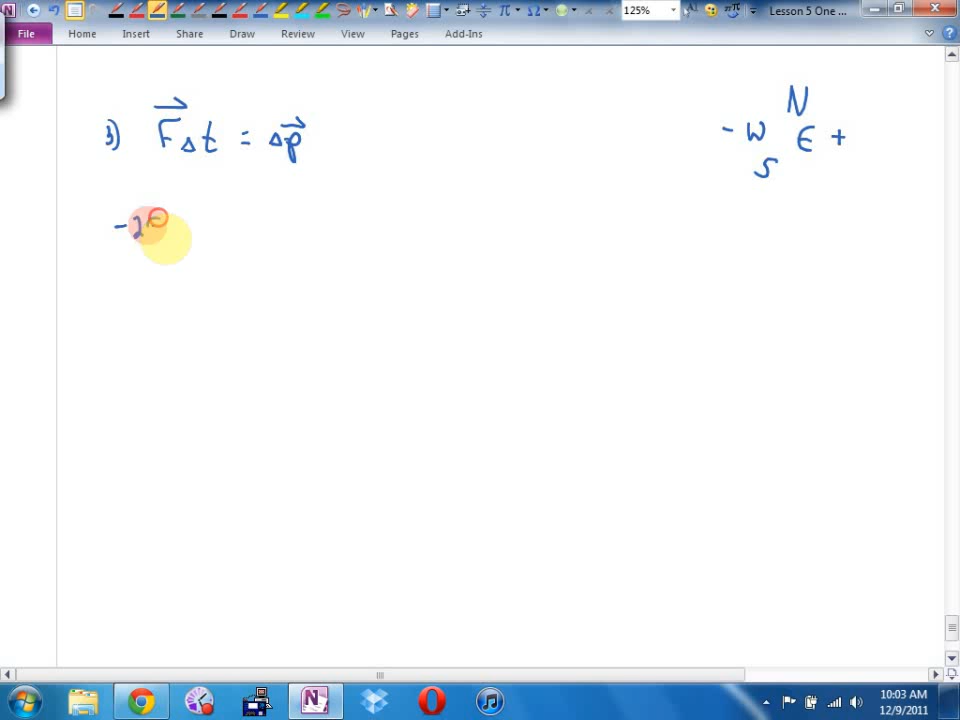 125%
Lesson 5 One ...
File Home Insert Share Draw Review View Pages Add-Ins
N
- W E +
S
3) F⃗Δt = Δp⃗
-2
10:03 AM
12/9/2011